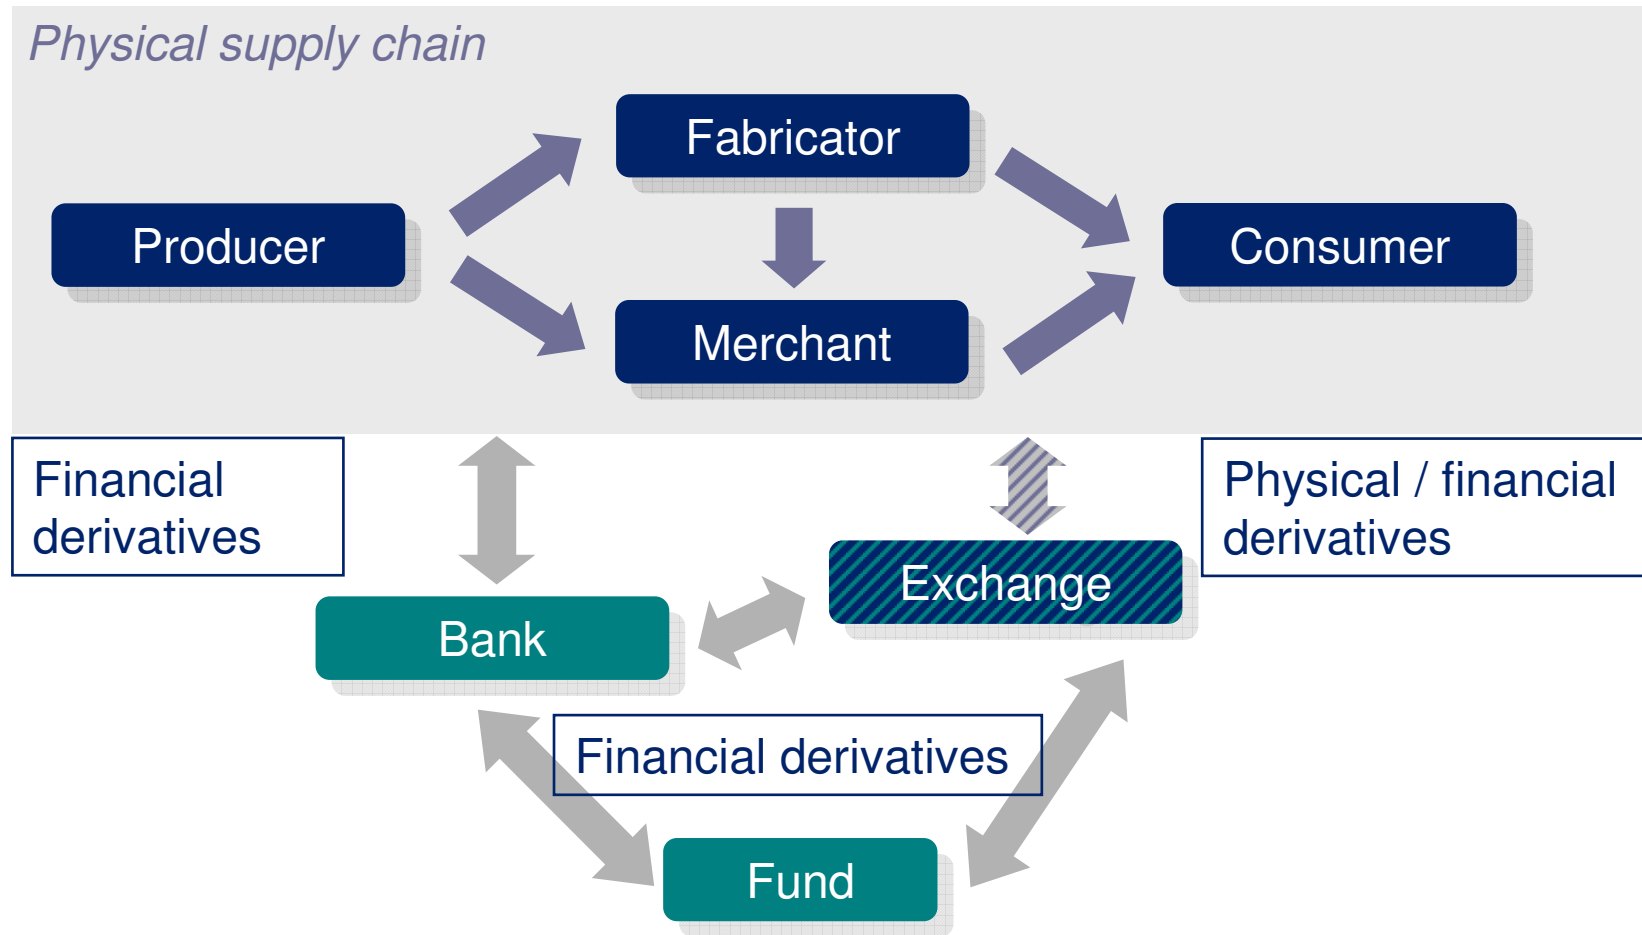 Physical supply chain
Fabricator
Producer
Consumer
Merchant
Financial
derivatives
Physical / financial
derivatives
Exchange
Bank
Financial derivatives
Fund